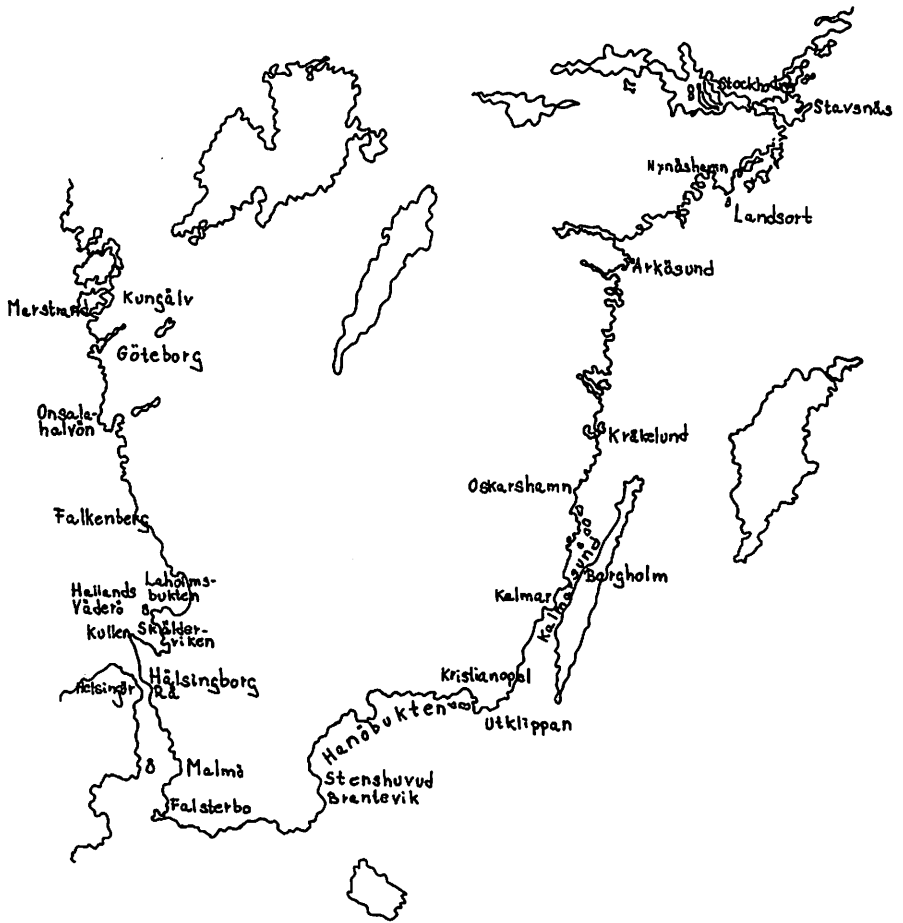 Stockholm
Stavsnäs
Nynäshamn
Landsort
Arkösund
Marstrand
Kungälv
Göteborg
Onsala-
halvön
Kråkelund
Oskarshamn
Falkenberg
Laholms-
bukten
Hallands
Väderö
Kalmarsund
Borgholm
Kalmar
Kullen
Skälder-
viken
Kristianopel
Hälsingborg
Rå
Helsingör
Utklippan
Hanöbukten
Malmö
Stenshuvud
Brantevik
Falsterbo